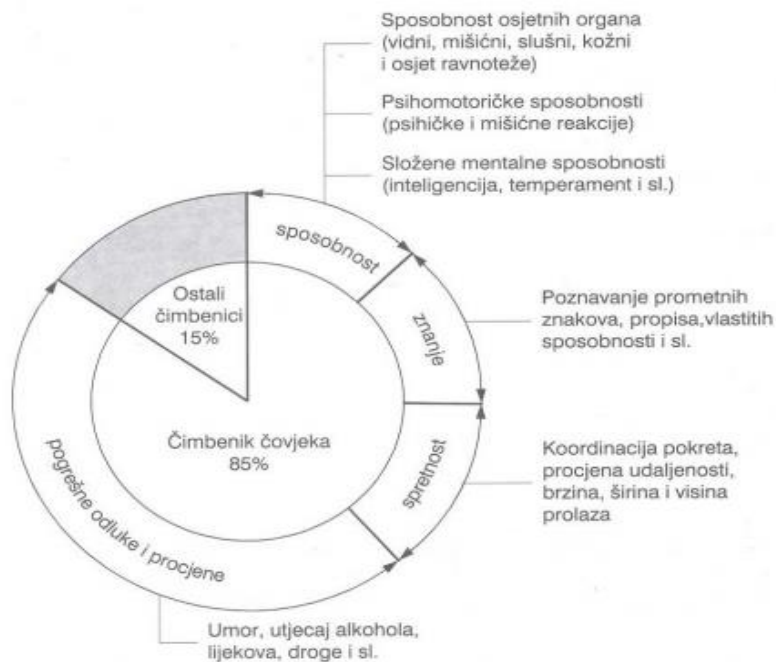 Sposobnost osjetnih organa
(vidni, mišićni, slušni, kožni
i osjet ravnoteže)
Psihomotoričke sposobnosti
(psihičke i mišićne reakcije)
Složene mentalne sposobnosti
(inteligencija, temperament i sl.)
sposobnost
Ostali
čimbenici
15%
znanje
Poznavanje prometnih
znakova, propisa,vlastitih
sposobnosti i sl.
Čimbenik čovjeka
85%
spretnost
Koordinacija pokreta,
procjena udaljenosti,
brzina, širina i visina
prolaza
pogrešne odluke i procjene
Umor, utjecaj alkohola,
lijekova, droge i sl.